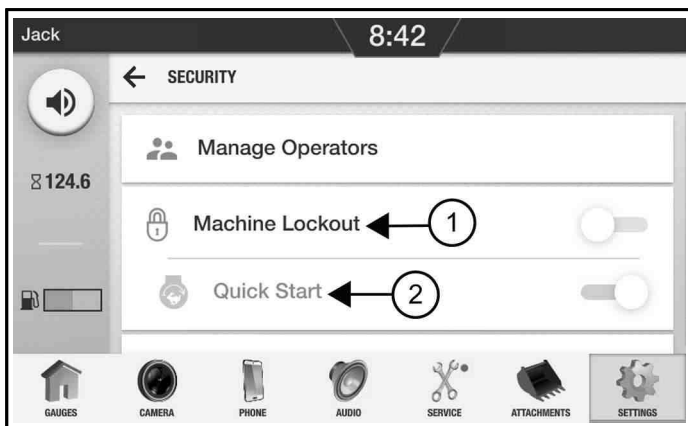 Jack
8:42
SECURITY
124.6
Manage Operators
Machine Lockout 1
Quick Start 2
GAUGES CAMERA PHONE AUDIO SERVICE ATTACHMENTS SETTINGS